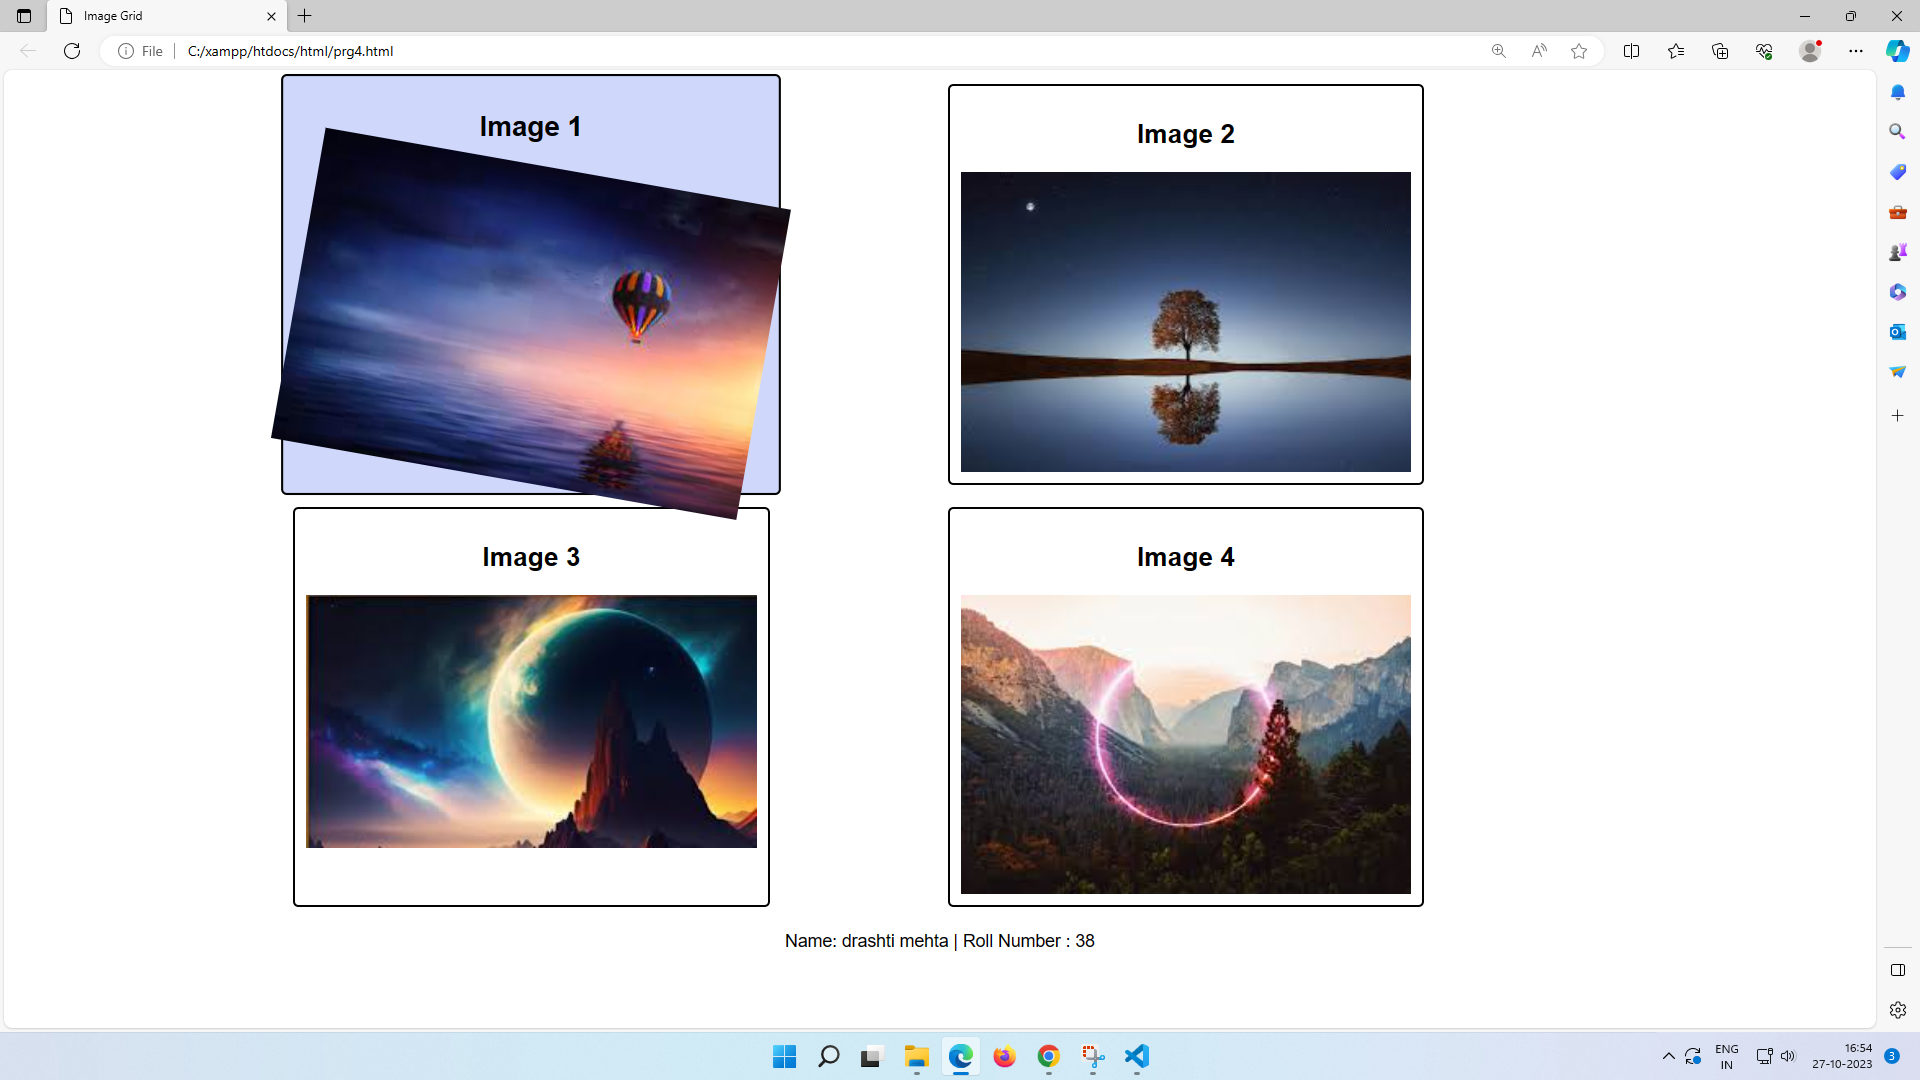 Image Grid
File
C:/xampp/htdocs/html/prg4.html
Image 1
Image 2
Image 3
Image 4
Name: drashti mehta | Roll Number : 38
ENG
IN
16:54
27-10-2023
3